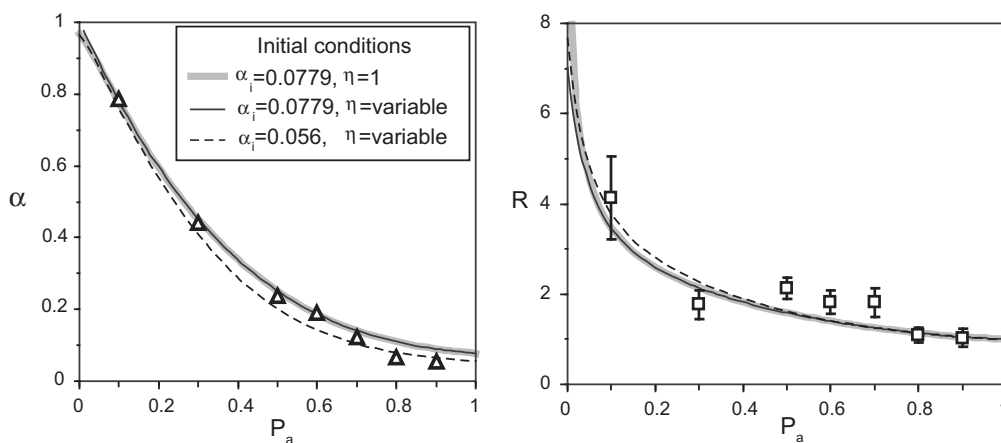 1
0.8
0.6
0.4
0.2
0
α
0 0.2 0.4 0.6 0.8 1
Pa
Initial conditions
αi=0.0779, η=1
αi=0.0779, η=variable
αi=0.056, η=variable
8
6
4
2
0
R
0 0.2 0.4 0.6 0.8 1
Pa